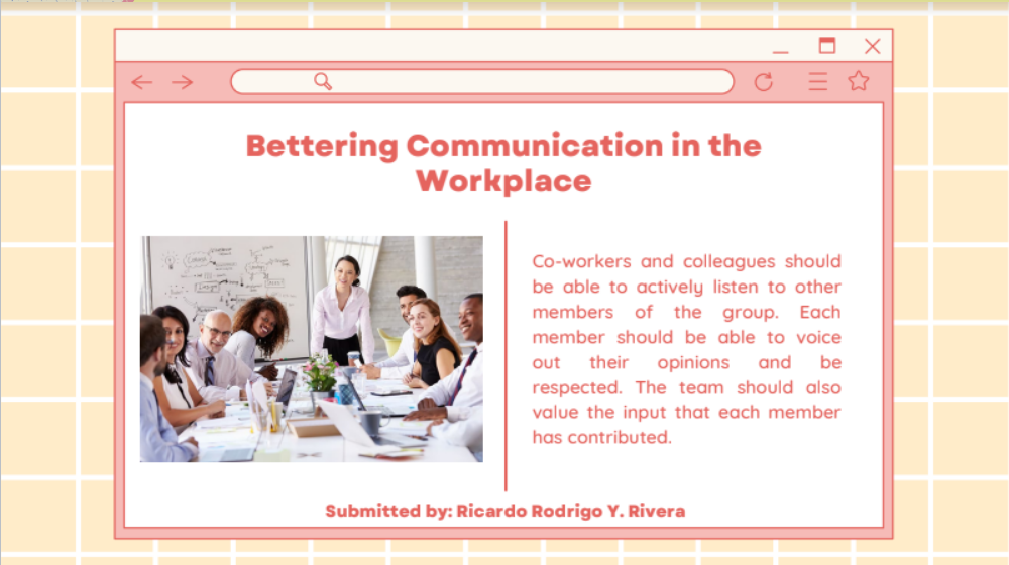 Bettering Communication in the
Workplace
Co-workers and colleagues should
be able to actively listen to other
members of the group. Each
member should be able to voice
out their opinions and be
respected. The team should also
value the input that each member
has contributed.
Submitted by: Ricardo Rodrigo Y. Rivera